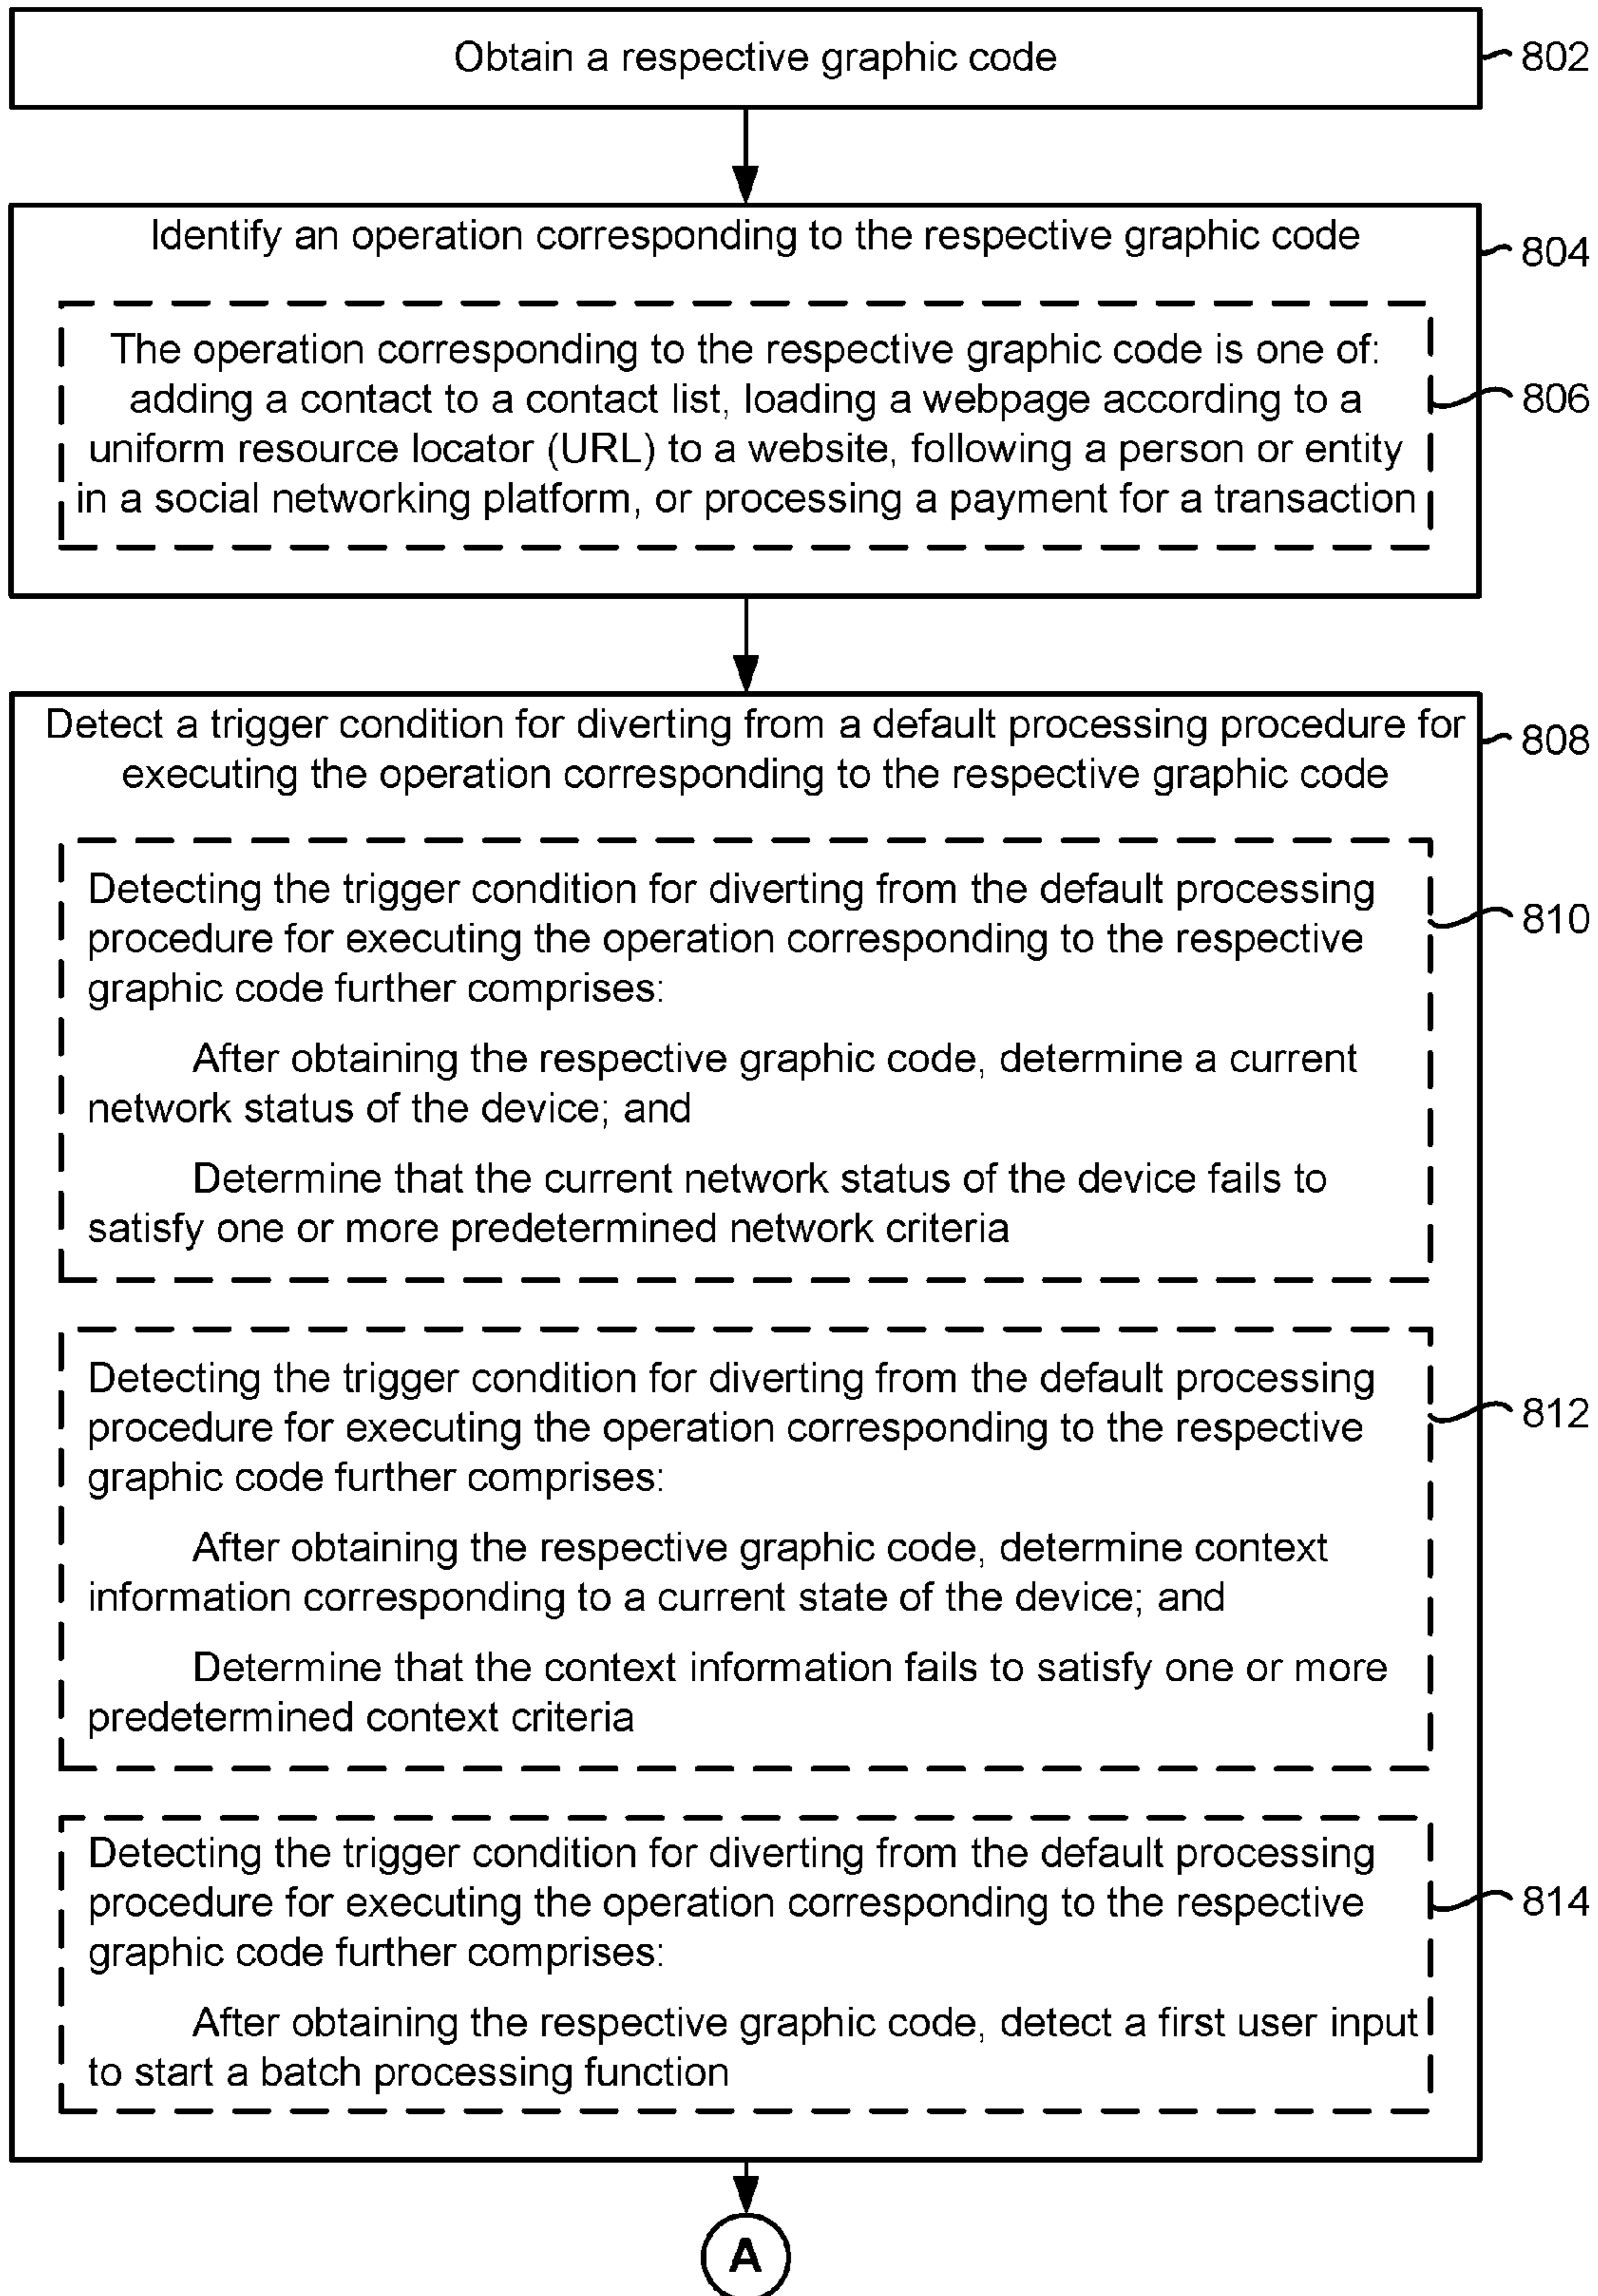 Obtain a respective graphic code
802
Identify an operation corresponding to the respective graphic code
804
The operation corresponding to the respective graphic code is one of:
adding a contact to a contact list, loading a webpage according to a
uniform resource locator (URL) to a website, following a person or entity
in a social networking platform, or processing a payment for a transaction
806
Detect a trigger condition for diverting from a default processing procedure for
executing the operation corresponding to the respective graphic code
808
Detecting the trigger condition for diverting from the default processing
procedure for executing the operation corresponding to the respective
graphic code further comprises:
After obtaining the respective graphic code, determine a current
network status of the device; and
Determine that the current network status of the device fails to
satisfy one or more predetermined network criteria
810
Detecting the trigger condition for diverting from the default processing
procedure for executing the operation corresponding to the respective
graphic code further comprises:
After obtaining the respective graphic code, determine context
information corresponding to a current state of the device; and
Determine that the context information fails to satisfy one or more
predetermined context criteria
812
Detecting the trigger condition for diverting from the default processing
procedure for executing the operation corresponding to the respective
graphic code further comprises:
After obtaining the respective graphic code, detect a first user input
to start a batch processing function
814
A